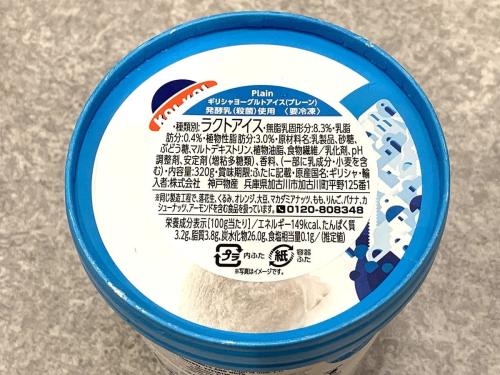 KRI KRI
Plain
ギリシャヨーグルトアイス(プレーン)
発酵乳(殺菌)使用 〈要冷凍〉
・種類別:ラクトアイス・無脂乳固形分:8.3%・乳脂
肪分:0.4%・植物性脂肪分:3.0%・原材料名:乳製品、砂糖、
ぶどう糖、マルトデキストリン、植物油脂、食物繊維/乳化剤、pH
調整剤、安定剤(増粘多糖類)、香料、(一部に乳成分・小麦を含
む)・内容量:320g・賞味期限:ふたに記載・原産国名:ギリシャ・輸
入者:株式会社 神戸物産 兵庫県加古川市加古川町平野125番1
※同じ製造工程で、落花生、くるみ、オレンジ、大豆、マカダミアナッツ、もも、りんご、バナナ、カ
シューナッツ、アーモンドを含む食品を扱っています。0120-808348
栄養成分表示[100g当たり]/エネルギー149kcal、たんぱく質
3.2g、脂質3.8g、炭水化物26.0g、食塩相当量0.1g/(推定値)
プラ 内ふた 紙 容器 ふた
※写真はイメージです。